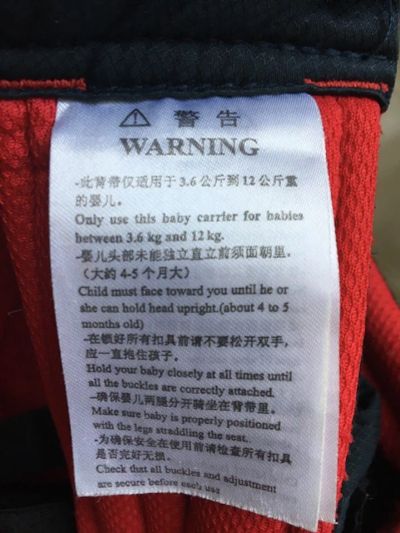 警告
WARNING
-此背带仅适用于 3.6 公斤到 12 公斤重
的婴儿。
Only use this baby carrier for babies
between 3.6 kg and 12 kg.
-婴儿头部未能独立直立前须面朝里。
（大约 4-5 个月大）
Child must face toward you until he or
she can hold head upright.(about 4 to 5
months old)
-在锁好所有扣具前请不要松开双手，
应一直抱住孩子。
Hold your baby closely at all times until
all the buckles are correctly attached.
-确保婴儿两腿分开骑坐在背带里。
Make sure baby is properly positioned
with the legs straddling the seat.
-为确保安全在使用前请检查所有扣具
是否完好无损。
Check that all buckles and adjustment
are secure before each use